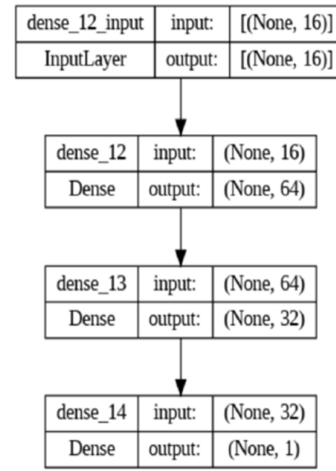 dense_12_input input: [(None, 16)]
InputLayer output: [(None, 16)]
dense_12 input: (None, 16)
Dense output: (None, 64)
dense_13 input: (None, 64)
Dense output: (None, 32)
dense_14 input: (None, 32)
Dense output: (None, 1)